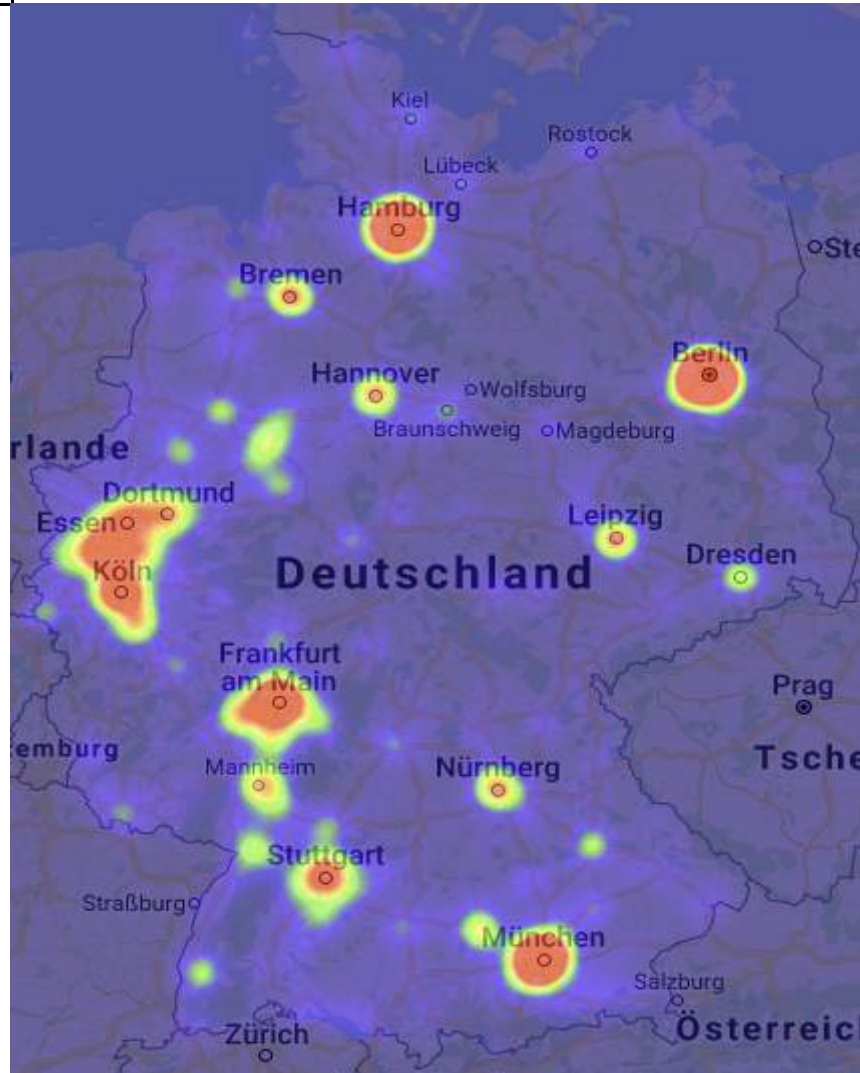 Kiel
Rostock
Lübeck
Hamburg
Ste
Bremen
Berlin
Hannover
Wolfsburg
Braunschweig
Magdeburg
rlande
Dortmund
Essen
Leipzig
Dresden
Köln
Deutschland
Frankfurt
am Main
Prag
emburg
Tsche
Mannheim
Nürnberg
Stuttgart
Straßburg
München
Salzburg
Zürich
Österreic